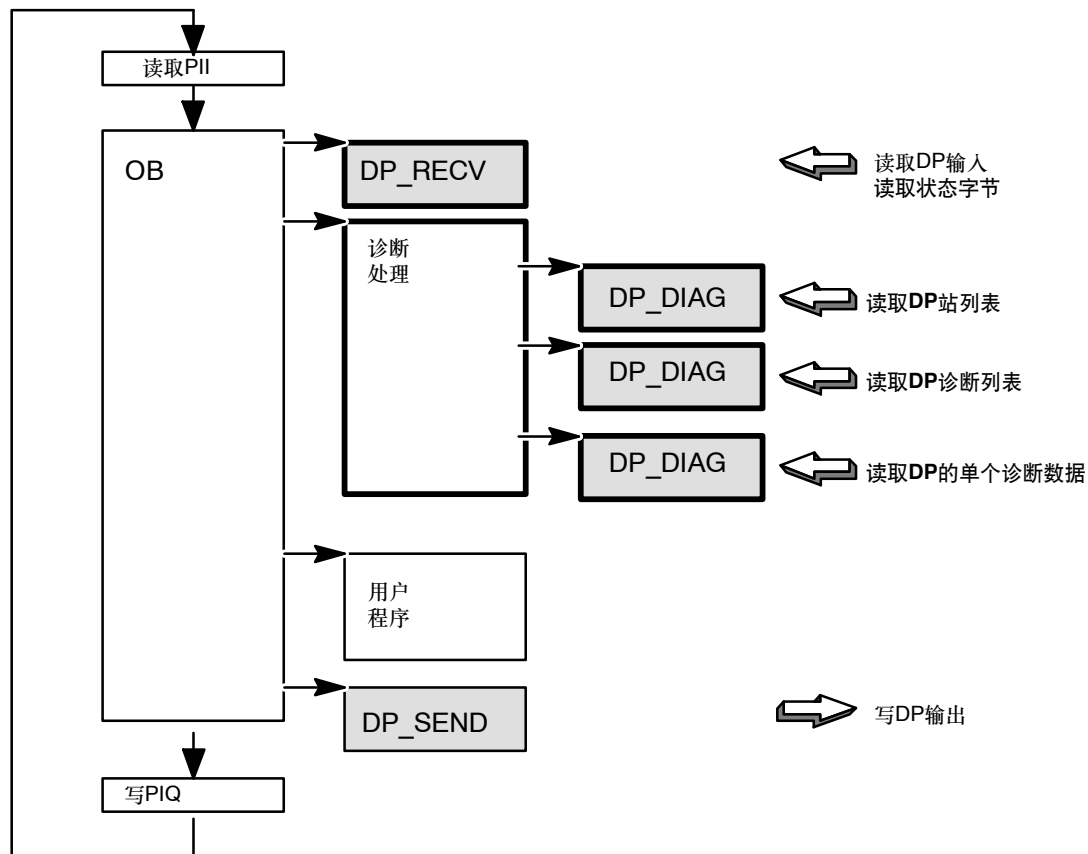 读取PII
OB
DP_RECV
读取DP输入
读取状态字节
诊断
处理
DP_DIAG
读取DP站列表
DP_DIAG
读取DP诊断列表
DP_DIAG
读取DP的单个诊断数据
用户
程序
DP_SEND
写DP输出
写PIQ